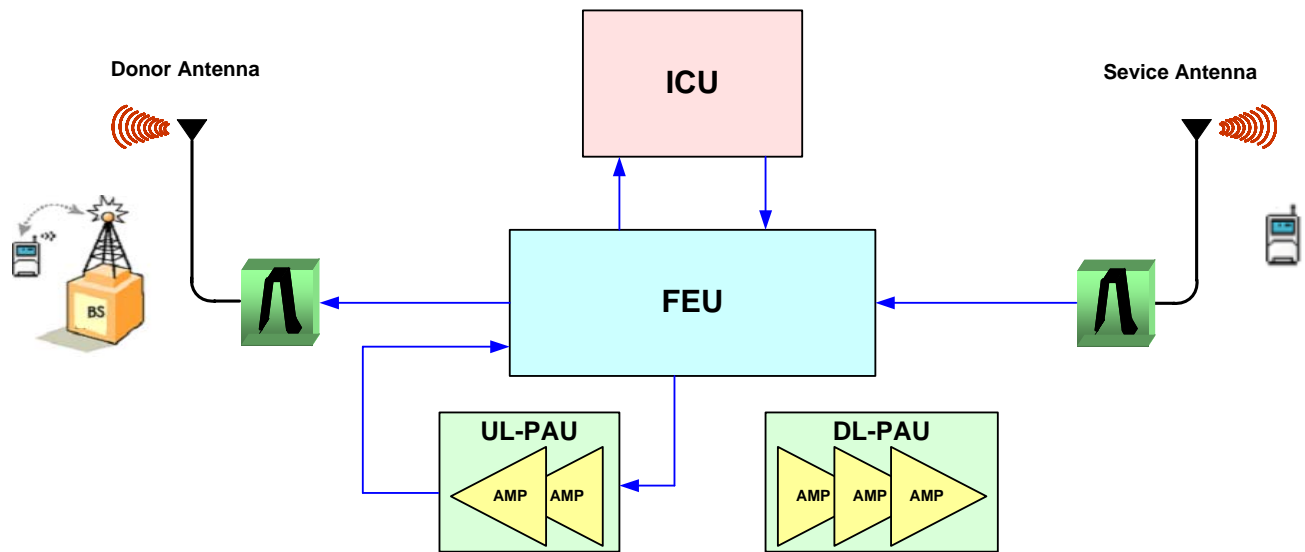 ICU
Donor Antenna
Sevice Antenna
BS
FEU
UL-PAU
AMP
AMP
DL-PAU
AMP
AMP
AMP